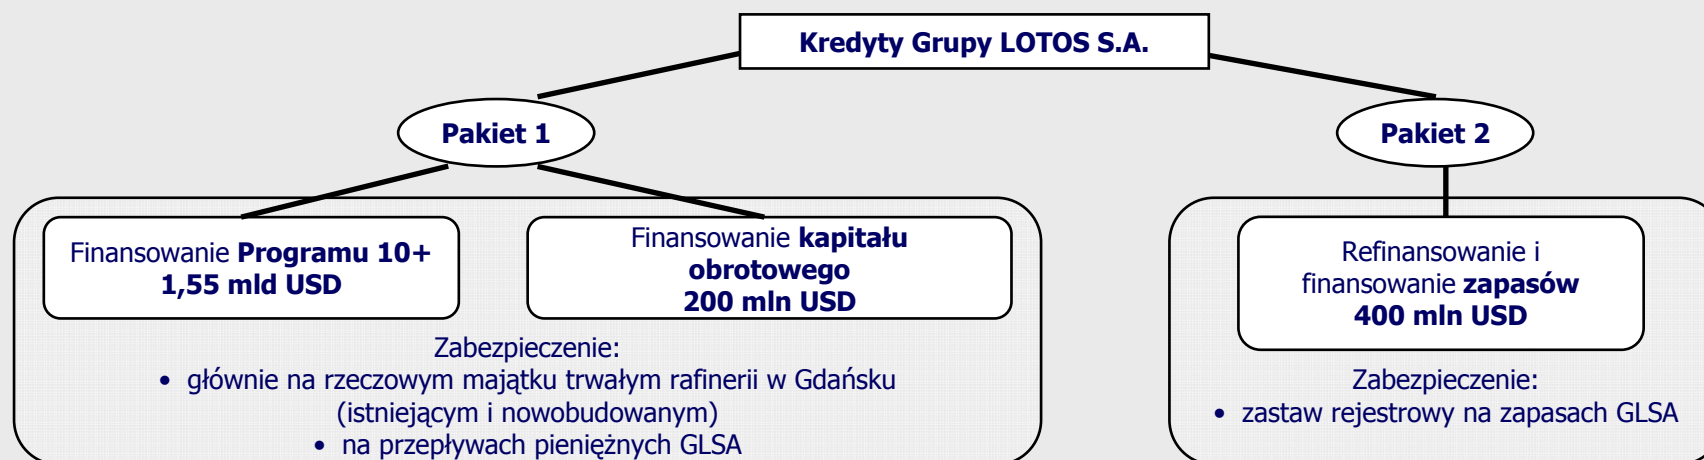 Kredyty Grupy LOTOS S.A.
Pakiet 1
Pakiet 2
Finansowanie Programu 10+
1,55 mld USD
Finansowanie kapitału
obrotowego
200 mln USD
Zabezpieczenie:
• głównie na rzeczowym majątku trwałym rafinerii w Gdańsku
(istniejącym i nowobudowanym)
• na przepływach pieniężnych GLSA
Refinansowanie i
finansowanie zapasów
400 mln USD
Zabezpieczenie:
• zastaw rejestrowy na zapasach GLSA